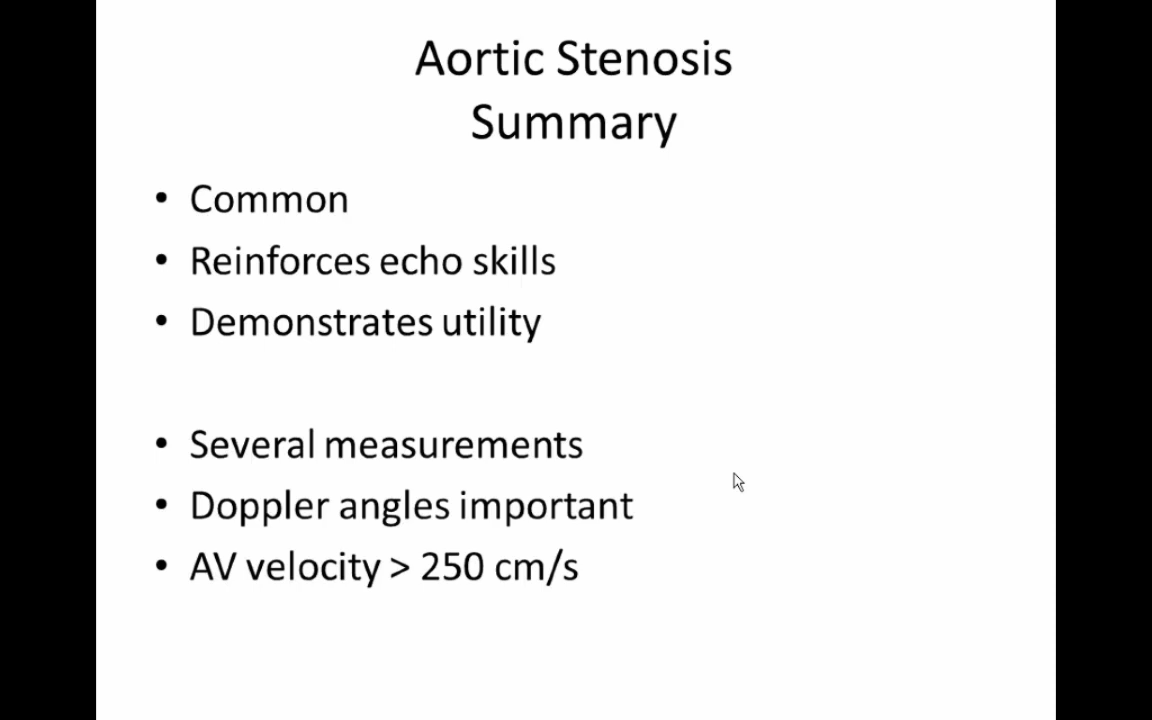 Aortic Stenosis
Summary
• Common
• Reinforces echo skills
• Demonstrates utility
• Several measurements
• Doppler angles important
• AV velocity > 250 cm/s